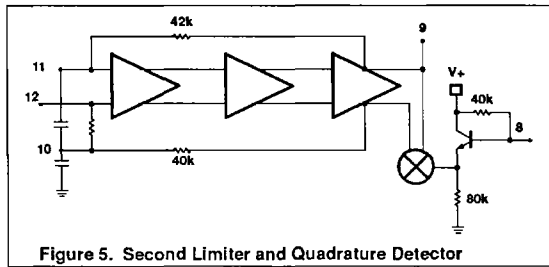 42k
9
11
V+
12
40k
8
10
40k
80k
Figure 5. Second Limiter and Quadrature Detector